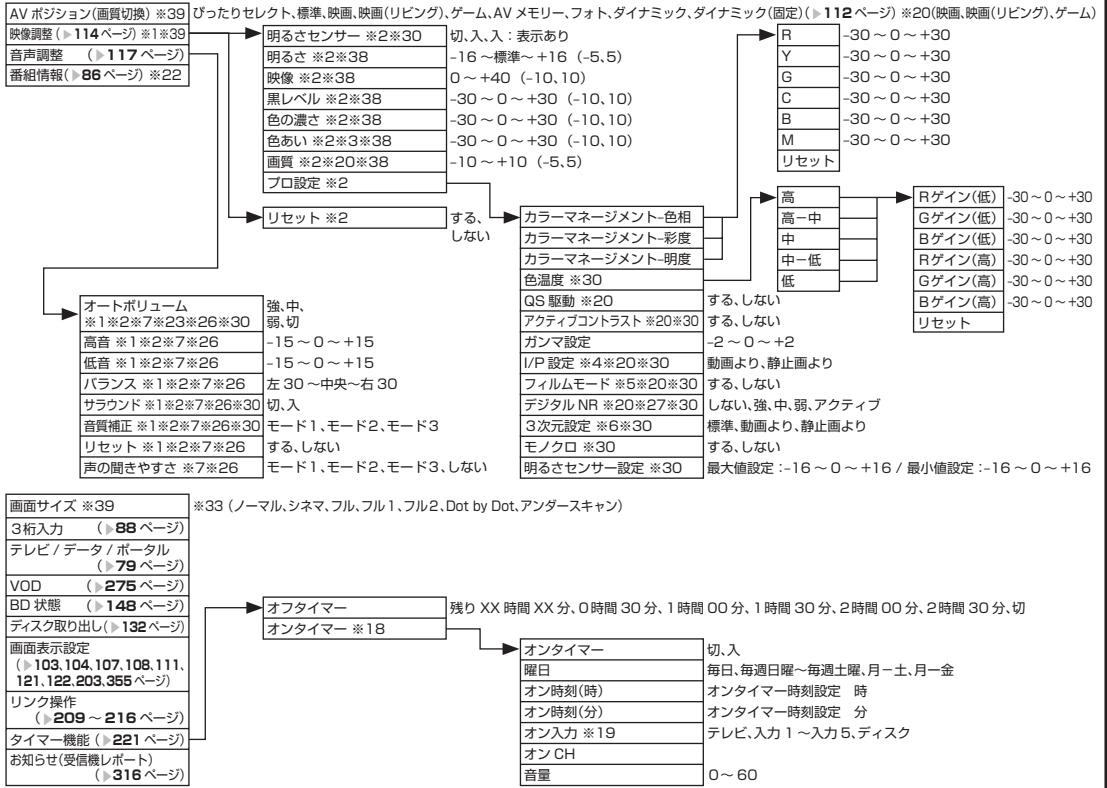 AV ポジション(画質切換) ※39 ぴったりセレクト、標準、映画、映画(リビング)、ゲーム、AV メモリー、フォト、ダイナミック、ダイナミック(固定)(▶112ページ) ※20(映画、映画(リビング)、ゲーム)
映像調整 (▶114ページ) ※1※39
音声調整 (▶117ページ)
番組情報(▶86ページ) ※22
明るさセンサー ※2※30 切、入、入:表示あり
明るさ ※2※38 –16~標準~+16 (–5、5)
映像 ※2※38 0~+40 (–10、10)
黒レベル ※2※38 –30~0~+30 (–10、10)
色の濃さ ※2※38 –30~0~+30 (–10、10)
色あい ※2※3※38 –30~0~+30 (–10、10)
画質 ※2※20※38 –10~+10 (–5、5)
プロ設定 ※2
リセット ※2 する、
しない
R –30~0~+30
Y –30~0~+30
G –30~0~+30
C –30~0~+30
B –30~0~+30
M –30~0~+30
リセット
カラーマネージメント–色相
カラーマネージメント–彩度
カラーマネージメント–明度
色温度 ※30
QS 駆動 ※20 する、しない
アクティブコントラスト ※20※30 する、しない
ガンマ設定 –2~0~+2
I/P 設定 ※4※20※30 動画より、静止画より
フィルムモード ※5※20※30 する、しない
デジタル NR ※20※27※30 しない、強、中、弱、アクティブ
3次元設定 ※6※30 標準、動画より、静止画より
モノクロ ※30 する、しない
明るさセンサー設定 ※30 最大値設定:–16~0~+16 / 最小値設定:–16~0~+16
高
高−中
中
中−低
低
Rゲイン(低) –30~0~+30
Gゲイン(低) –30~0~+30
Bゲイン(低) –30~0~+30
Rゲイン(高) –30~0~+30
Gゲイン(高) –30~0~+30
Bゲイン(高) –30~0~+30
リセット
オートボリューム 強、中、
※1※2※7※23※26※30 弱、切
高音 ※1※2※7※26 –15~0~+15
低音 ※1※2※7※26 –15~0~+15
バランス ※1※2※7※26 左30~中央~右30
サラウンド ※1※2※7※26※30 切、入
音質補正 ※1※2※7※26※30 モード1、モード2、モード3
リセット ※1※2※7※26 する、しない
声の聞きやすさ ※7※26 モード1、モード2、モード3、しない
画面サイズ ※39 ※33 (ノーマル、シネマ、フル、フル1、フル2、Dot by Dot、アンダースキャン)
3桁入力 (▶88ページ)
テレビ / データ / ポータル
(▶79ページ)
VOD (▶275ページ)
BD 状態 (▶148ページ)
ディスク取り出し(▶132ページ)
画面表示設定
(▶103、104、107、108、111、
121、122、203、355ページ)
リンク操作
(▶209~216ページ)
タイマー機能 (▶221ページ)
お知らせ(受信機レポート)
(▶316ページ)
オフタイマー 残り XX 時間 XX 分、0時間 30 分、1時間 00 分、1時間 30 分、2時間 00 分、2時間 30 分、切
オンタイマー ※18
オンタイマー 切、入
曜日 毎日、毎週日曜~毎週土曜、月−土、月−金
オン時刻(時) オンタイマー時刻設定 時
オン時刻(分) オンタイマー時刻設定 分
オン入力 ※19 テレビ、入力1~入力5、ディスク
オン CH
音量 0~60